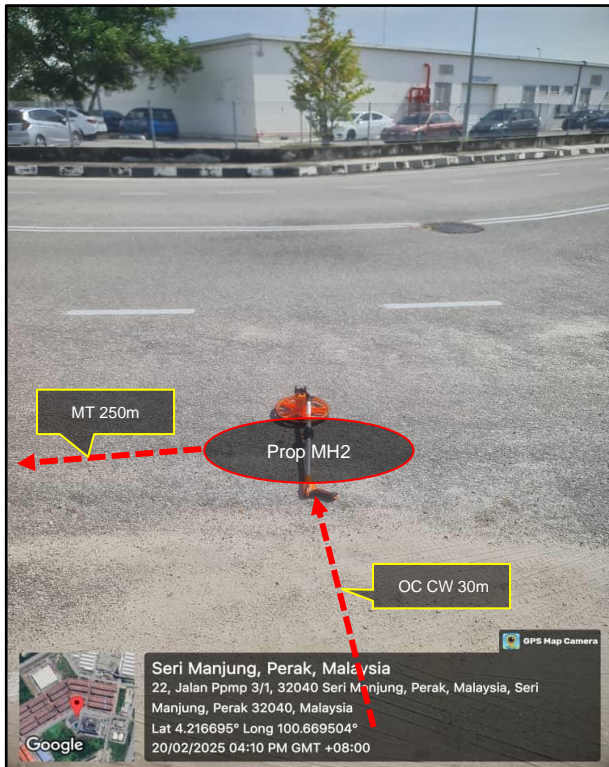 MT 250m
Prop MH2
OC CW 30m
GPS Map Camera
Seri Manjung, Perak, Malaysia
22, Jalan Ppmp 3/1, 32040 Seri Manjung, Perak, Malaysia, Seri
Manjung, Perak 32040, Malaysia
Lat 4.216695° Long 100.669504°
20/02/2025 04:10 PM GMT +08:00
Google